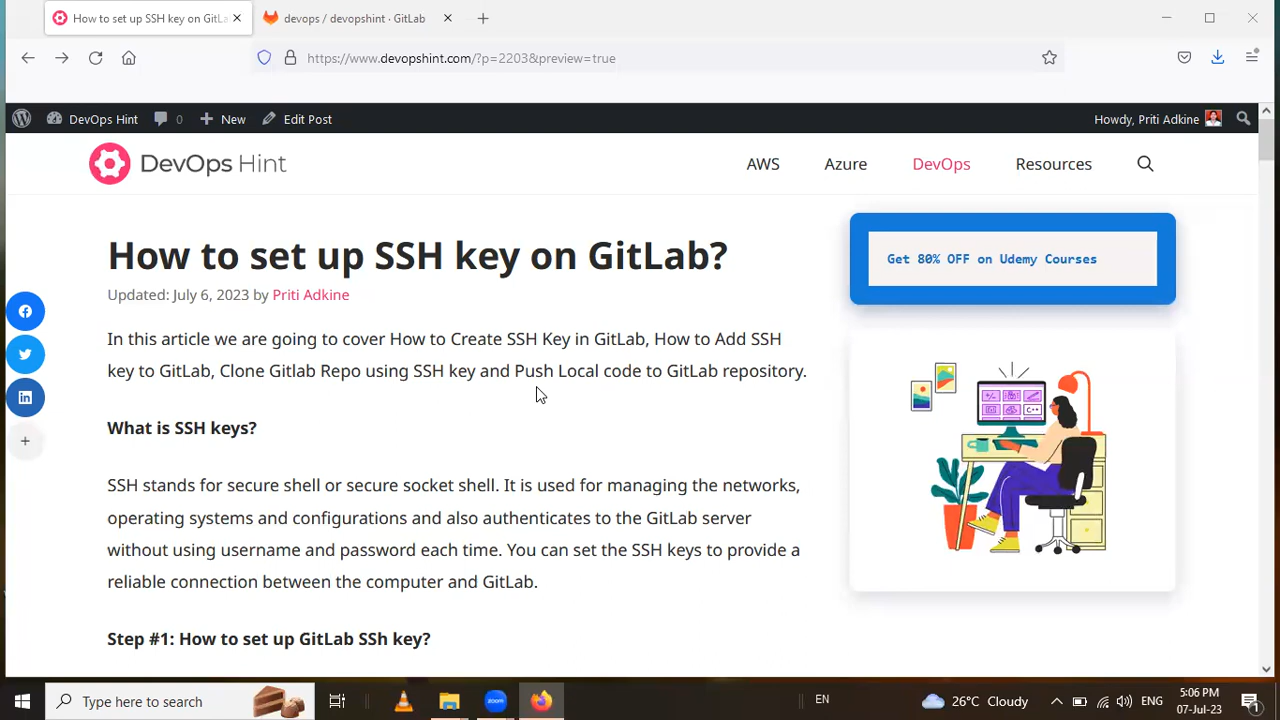 How to set up SSH key on GitLa
devops / devopshint · GitLab
https://www.devopshint.com/?p=2203&preview=true
DevOps Hint
0
New
Edit Post
Howdy, Priti Adkine
DevOps Hint
AWS
Azure
DevOps
Resources
How to set up SSH key on GitLab?
Updated: July 6, 2023 by Priti Adkine
In this article we are going to cover How to Create SSH Key in GitLab, How to Add SSH
key to GitLab, Clone Gitlab Repo using SSH key and Push Local code to GitLab repository.
What is SSH keys?
SSH stands for secure shell or secure socket shell. It is used for managing the networks,
operating systems and configurations and also authenticates to the GitLab server
without using username and password each time. You can set the SSH keys to provide a
reliable connection between the computer and GitLab.
Step #1: How to set up GitLab SSh key?
Get 80% OFF on Udemy Courses
C++
Type here to search
zoom
EN
26°C Cloudy
ENG
5:06 PM
07-Jul-23
1